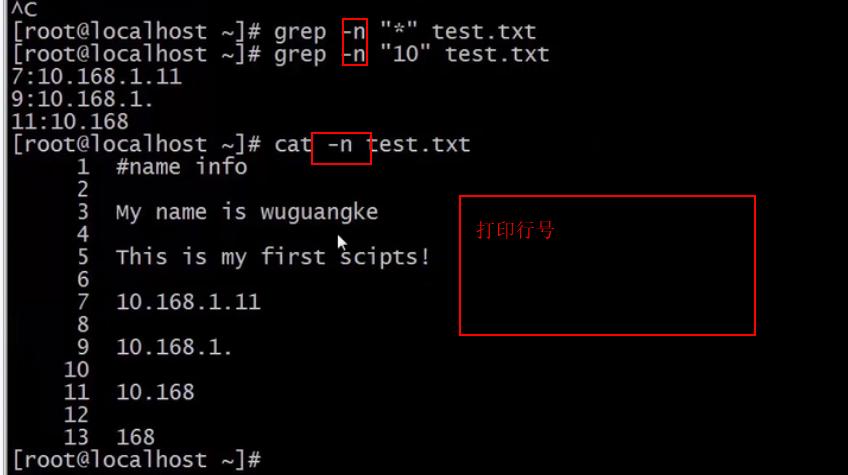 ^C
[root@localhost ~]# grep -n "*" test.txt
[root@localhost ~]# grep -n "10" test.txt
7:10.168.1.11
9:10.168.1.
11:10.168
[root@localhost ~]# cat -n test.txt
1 #name info
2
3 My name is wuguangke
4
打印行号
5 This is my first scipts!
6
7 10.168.1.11
8
9 10.168.1.
10
11 10.168
12
13 168
[root@localhost ~]#